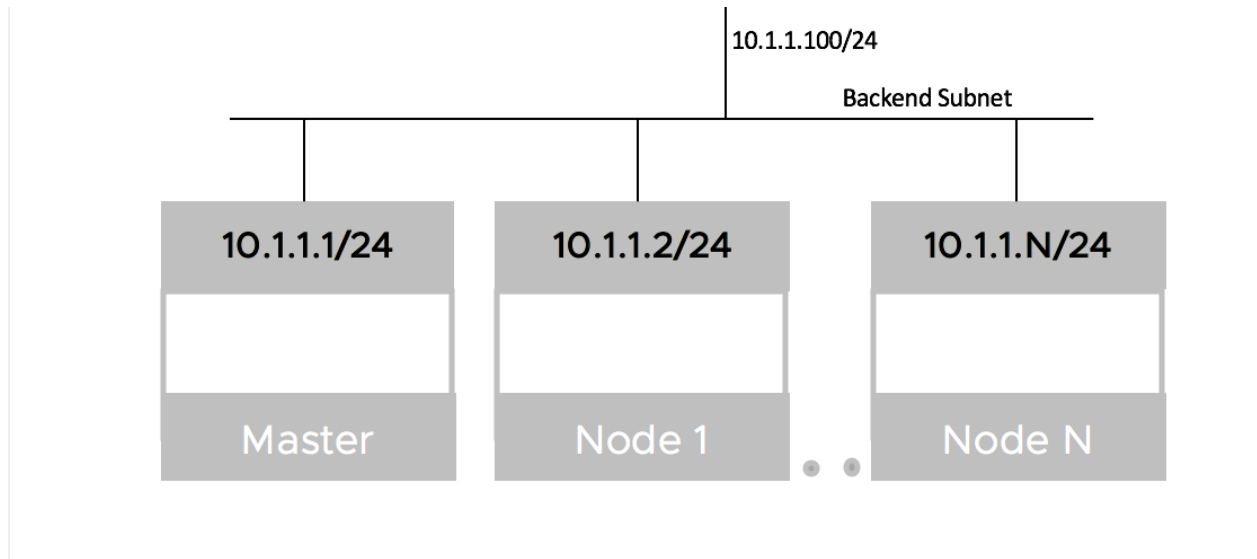 10.1.1.100/24
Backend Subnet
10.1.1.1/24
10.1.1.2/24
10.1.1.N/24
Master
Node 1
Node N